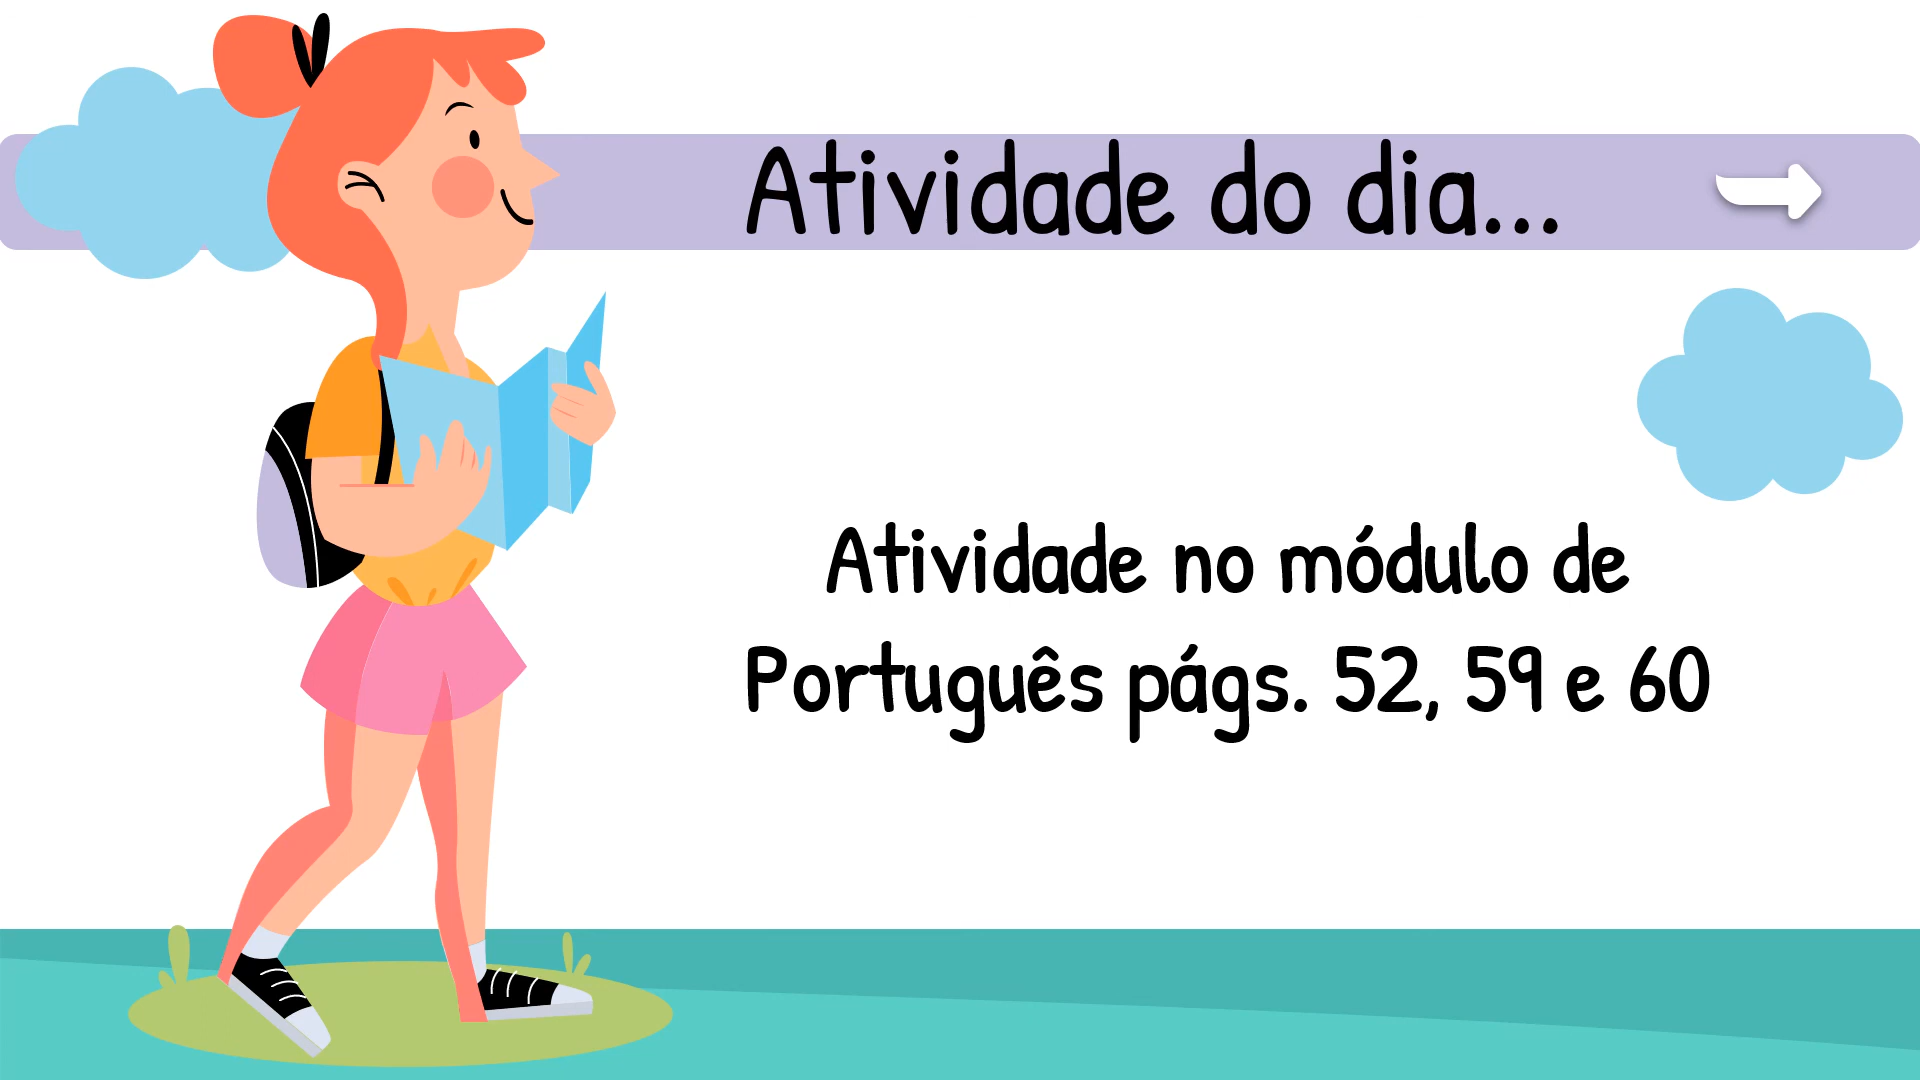 Atividade do dia...
Atividade no módulo de
Português págs. 52, 59 e 60